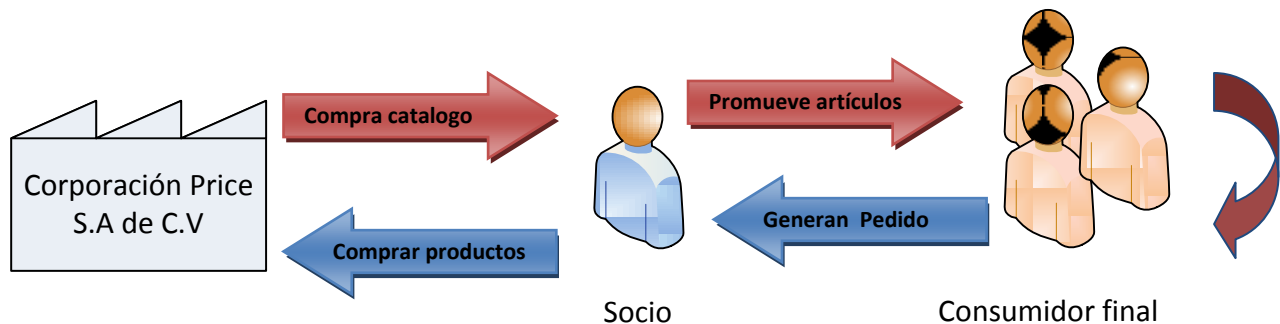 Compra catalogo
Promueve artículos
Corporación Price
S.A de C.V
Generan Pedido
Comprar productos
Socio
Consumidor final